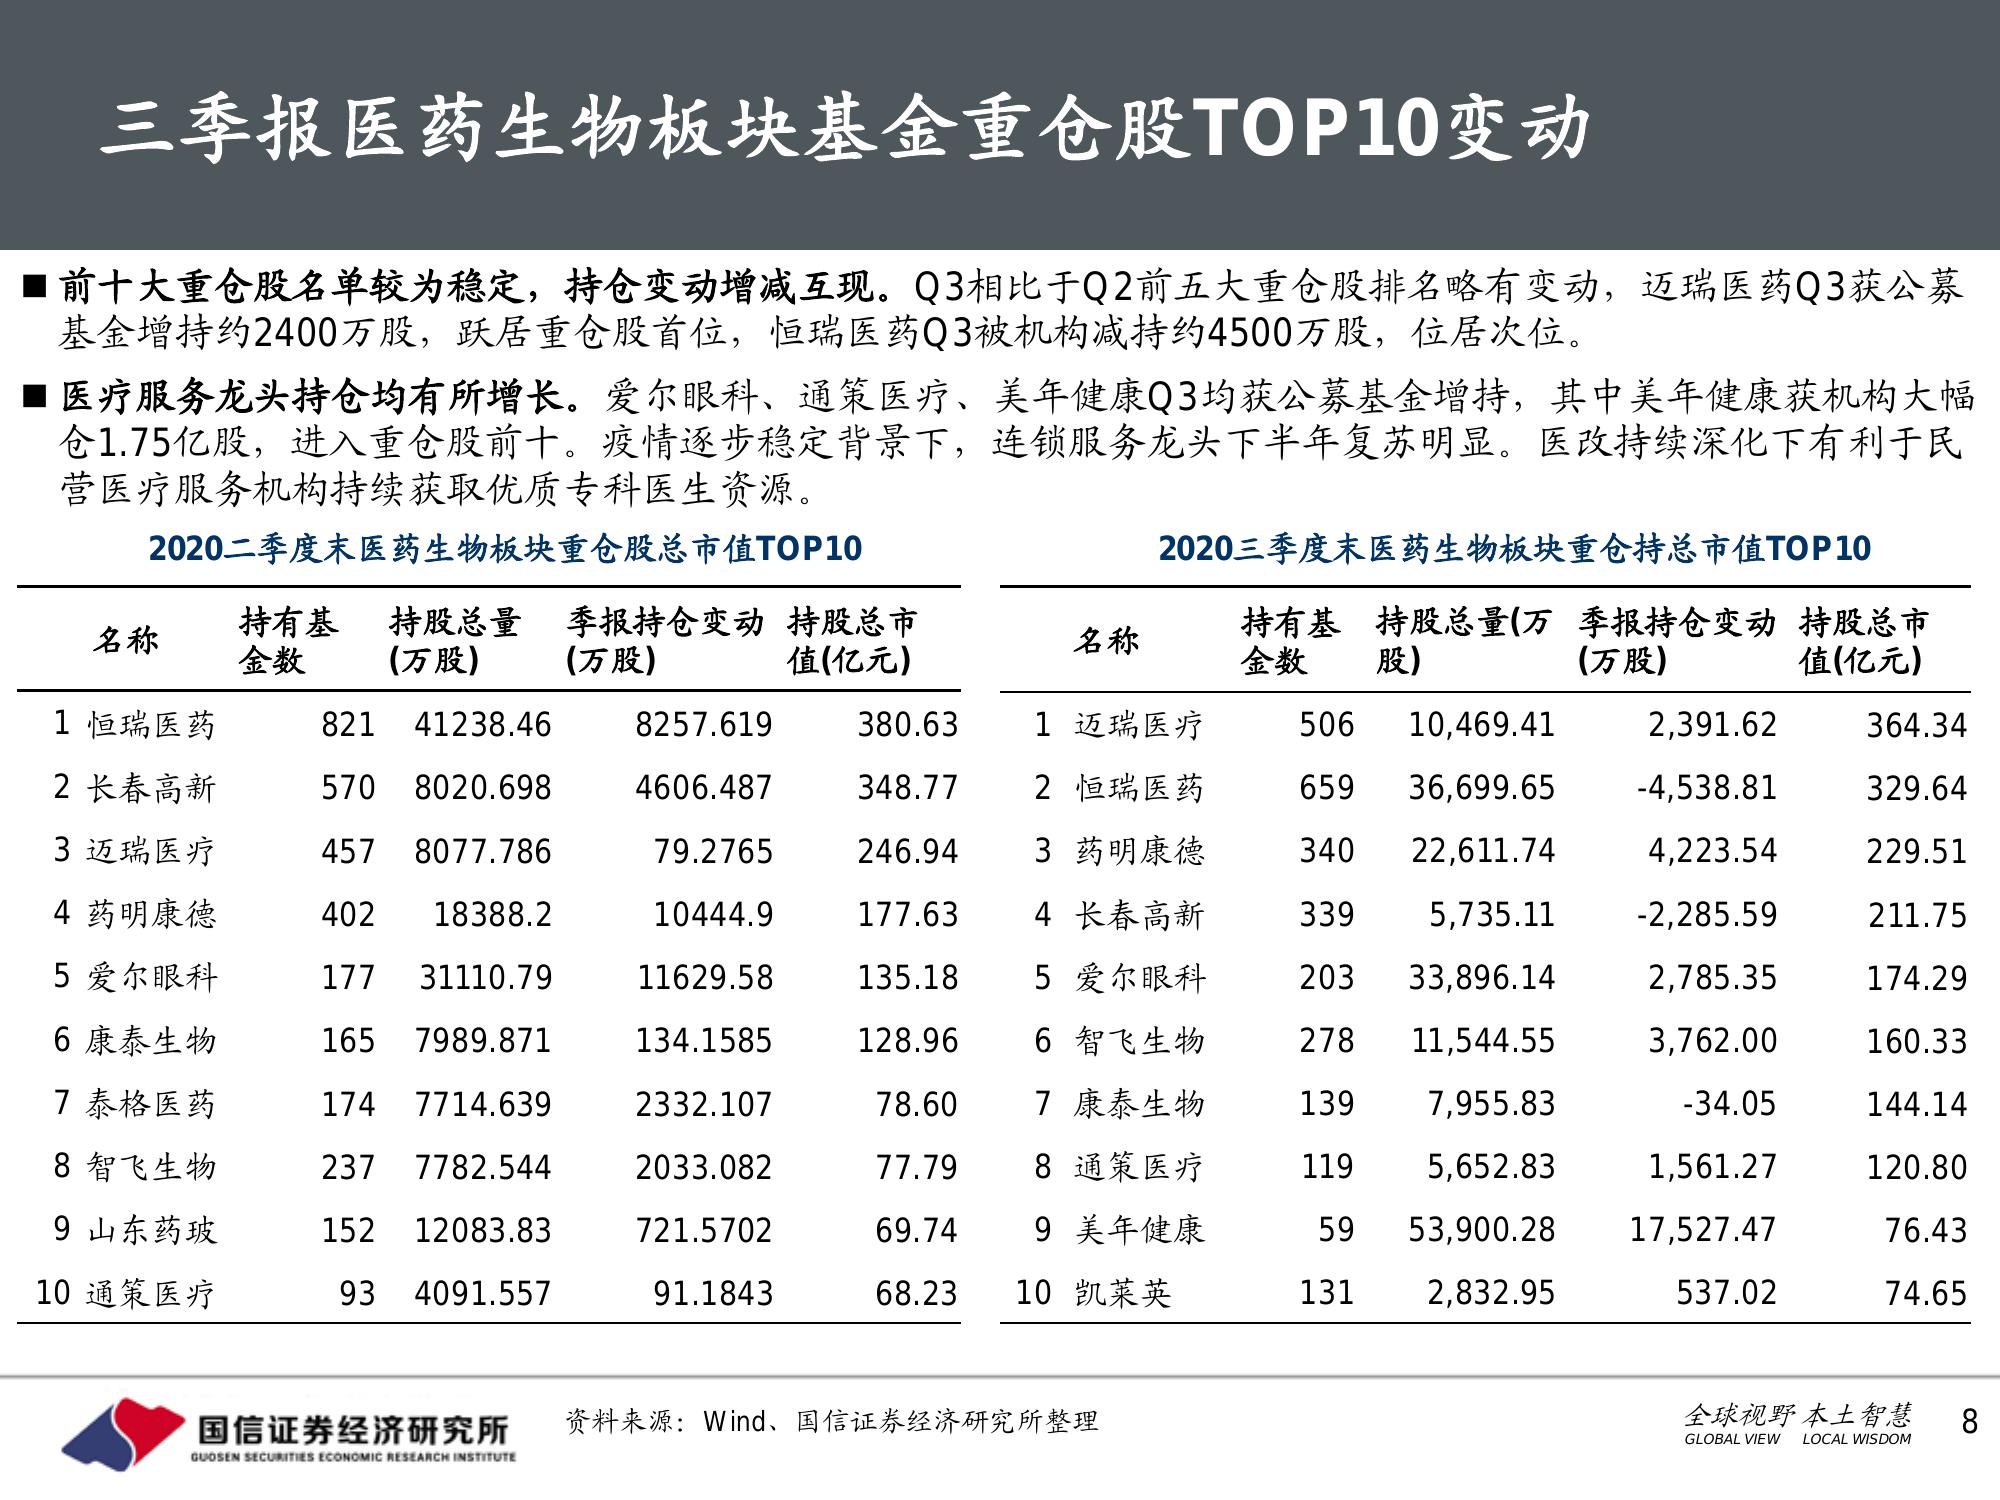 三季报医药生物板块基金重仓股TOP10变动
■ 前十大重仓股名单较为稳定，持仓变动增减互现。Q3相比于Q2前五大重仓股排名略有变动，迈瑞医药Q3获公募
基金增持约2400万股，跃居重仓股首位，恒瑞医药Q3被机构减持约4500万股，位居次位。
■ 医疗服务龙头持仓均有所增长。爱尔眼科、通策医疗、美年健康Q3均获公募基金增持，其中美年健康获机构大幅
仓1.75亿股，进入重仓股前十。疫情逐步稳定背景下，连锁服务龙头下半年复苏明显。医改持续深化下有利于民
营医疗服务机构持续获取优质专科医生资源。
2020二季度末医药生物板块重仓股总市值TOP10
名称 持有基金数 持股总量(万股) 季报持仓变动(万股) 持股总市值(亿元)
1 恒瑞医药 821 41238.46 8257.619 380.63
2 长春高新 570 8020.698 4606.487 348.77
3 迈瑞医疗 457 8077.786 79.2765 246.94
4 药明康德 402 18388.2 10444.9 177.63
5 爱尔眼科 177 31110.79 11629.58 135.18
6 康泰生物 165 7989.871 134.1585 128.96
7 泰格医药 174 7714.639 2332.107 78.60
8 智飞生物 237 7782.544 2033.082 77.79
9 山东药玻 152 12083.83 721.5702 69.74
10 通策医疗 93 4091.557 91.1843 68.23
2020三季度末医药生物板块重仓持总市值TOP10
名称 持有基金数 持股总量(万股) 季报持仓变动(万股) 持股总市值(亿元)
1 迈瑞医疗 506 10,469.41 2,391.62 364.34
2 恒瑞医药 659 36,699.65 -4,538.81 329.64
3 药明康德 340 22,611.74 4,223.54 229.51
4 长春高新 339 5,735.11 -2,285.59 211.75
5 爱尔眼科 203 33,896.14 2,785.35 174.29
6 智飞生物 278 11,544.55 3,762.00 160.33
7 康泰生物 139 7,955.83 -34.05 144.14
8 通策医疗 119 5,652.83 1,561.27 120.80
9 美年健康 59 53,900.28 17,527.47 76.43
10 凯莱英 131 2,832.95 537.02 74.65
国信证券经济研究所
GUOSEN SECURITIES ECONOMIC RESEARCH INSTITUTE
资料来源：Wind、国信证券经济研究所整理
全球视野 本土智慧
GLOBAL VIEW LOCAL WISDOM
8